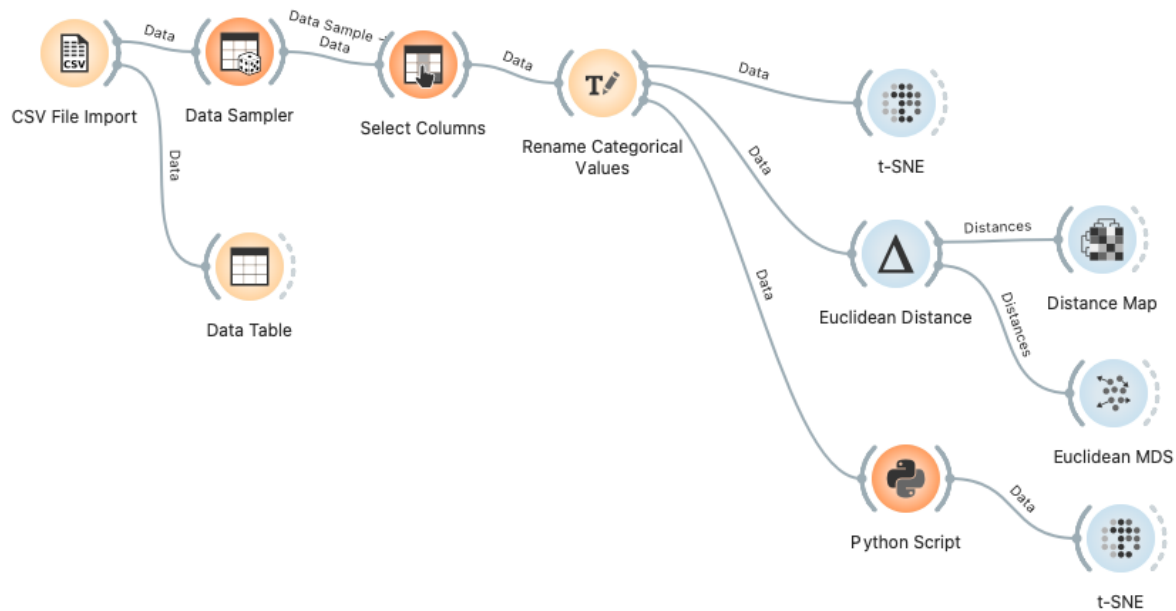 Data
Data Sample →
Data
Data
Data
CSV
CSV File Import
Data Sampler
Select Columns
T
Rename Categorical
Values
t-SNE
Data
Data
Data Table
Distances
Δ
Euclidean Distance
Distance Map
Data
Distances
Euclidean MDS
Python Script
Data
t-SNE